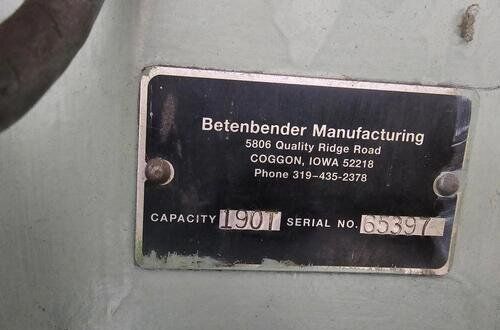 Betenbender Manufacturing
5806 Quality Ridge Road
COGGON, IOWA 52218
Phone 319-435-2378
CAPACITY 190T SERIAL NO. 65397